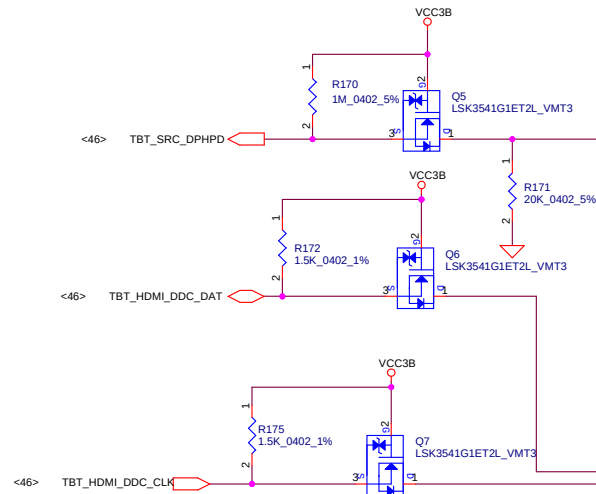 VCC3B
1
R170
1M_0402_5%
2
2
G
Q5
LSK3541G1ET2L_VMT3
<46>
TBT_SRC_DPHPD
3
S
D
1
1
R171
20K_0402_5%
2
VCC3B
1
R172
1.5K_0402_1%
2
2
G
Q6
LSK3541G1ET2L_VMT3
<46>
TBT_HDMI_DDC_DAT
3
S
D
1
VCC3B
1
R175
1.5K_0402_1%
2
2
G
Q7
LSK3541G1ET2L_VMT3
<46>
TBT_HDMI_DDC_CLK
3
S
D
1